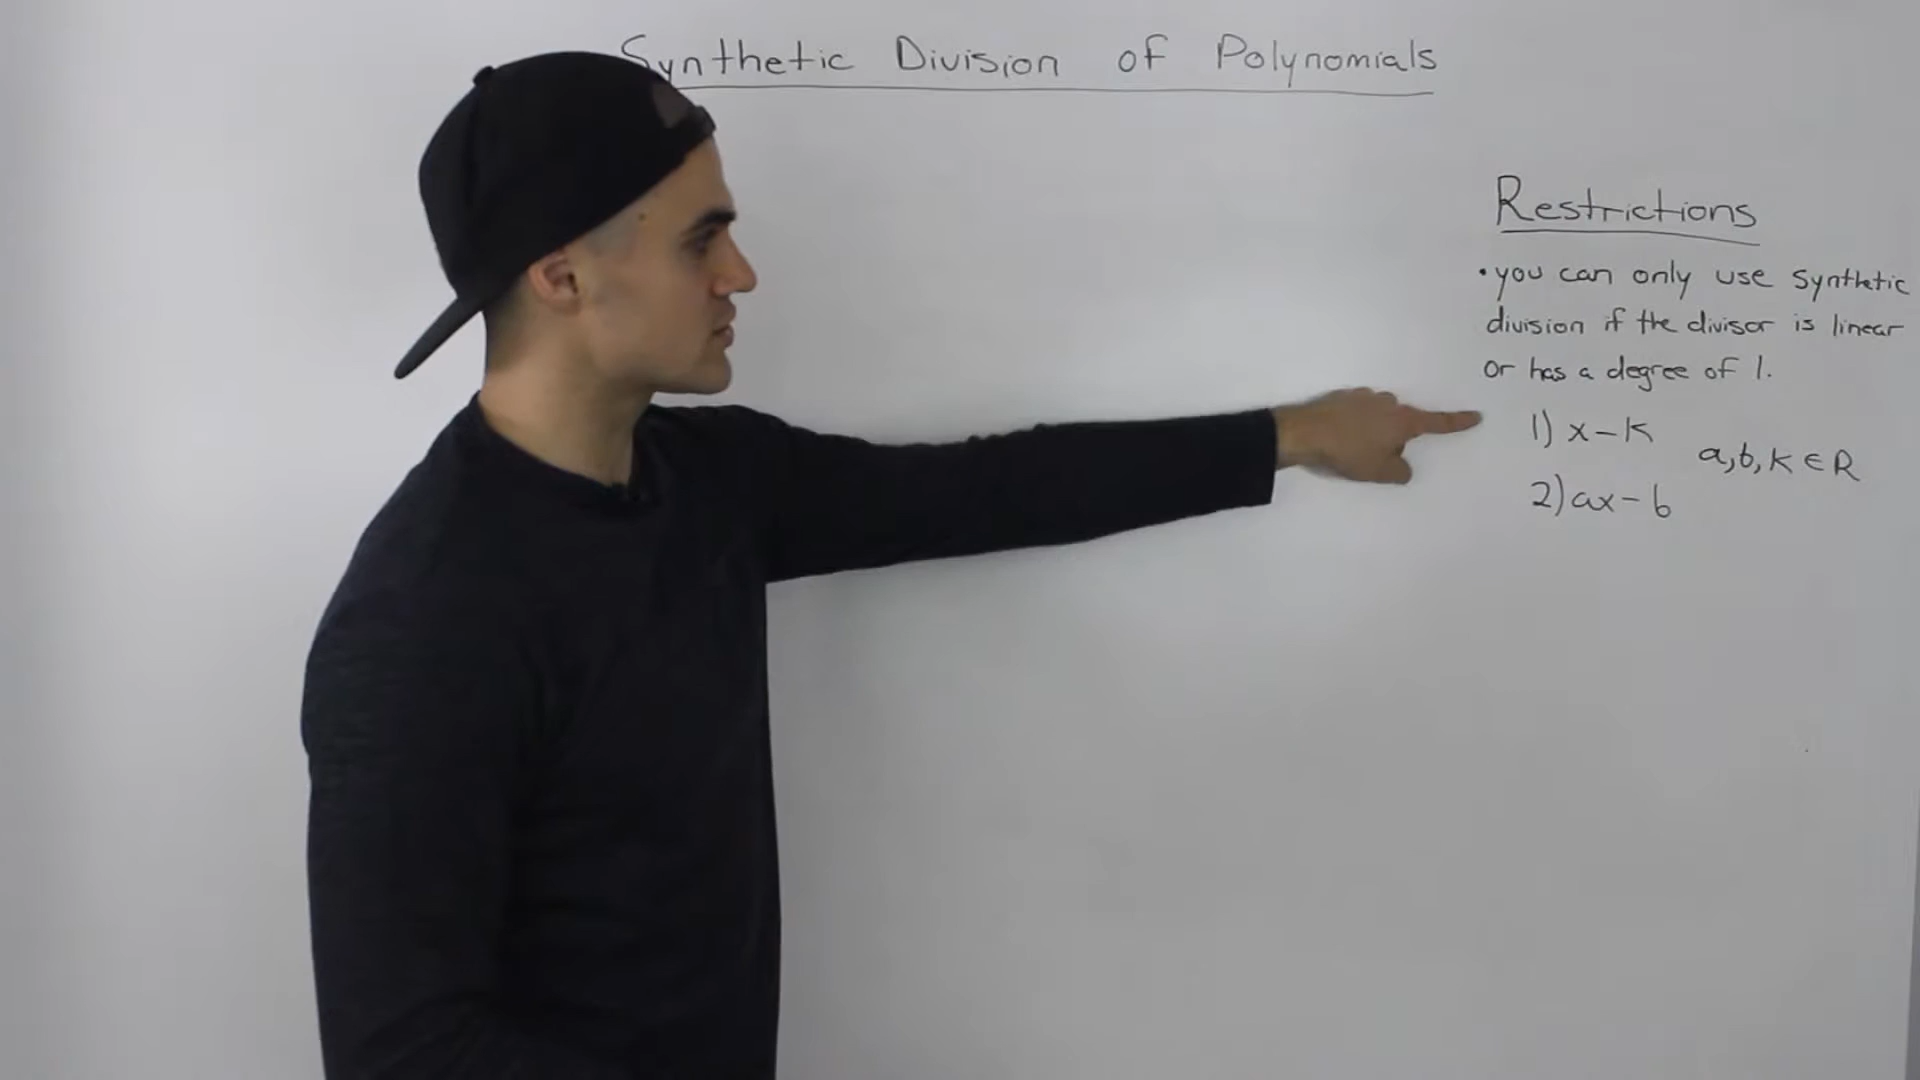 Synthetic Division of Polynomials
Restrictions
• you can only use synthetic
division if the divisor is linear
or has a degree of 1.
1) x-k
a,b,k ∈ R
2) ax-b